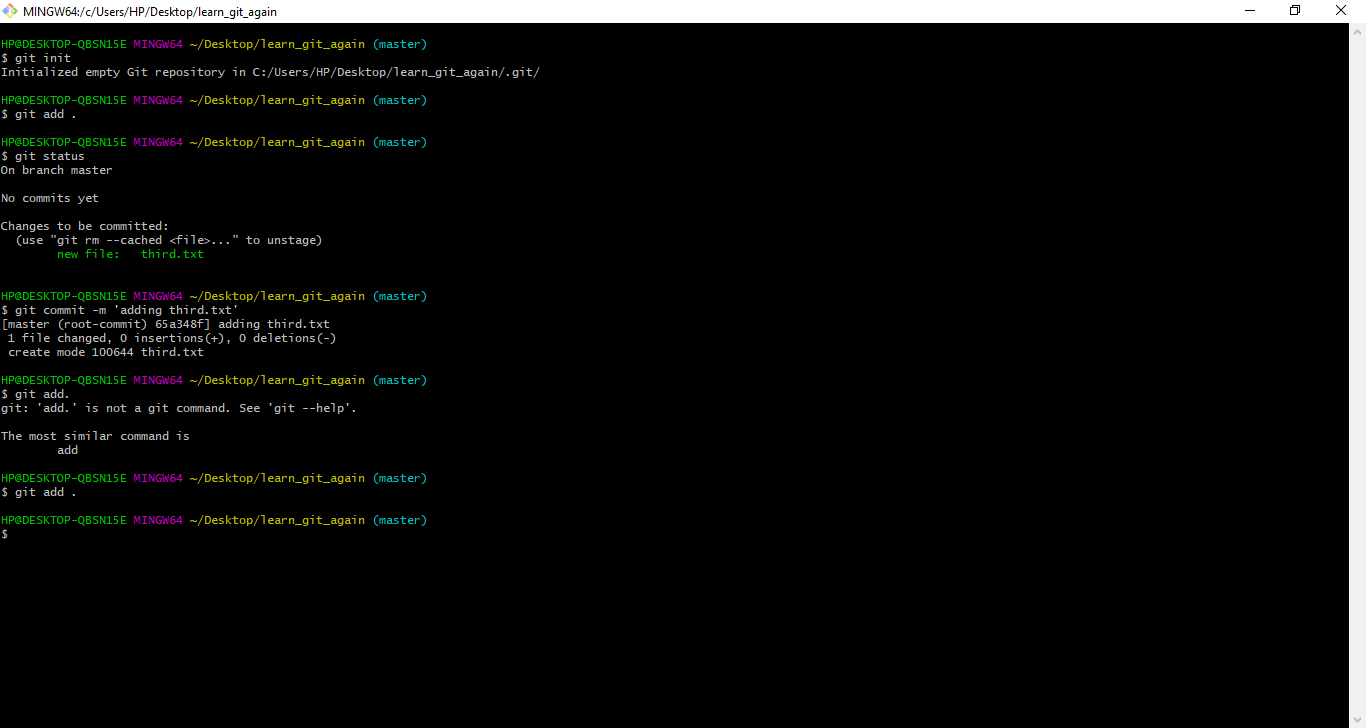 MINGW64:/c/Users/HP/Desktop/learn_git_again
HP@DESKTOP-QBSN15E MINGW64 ~/Desktop/learn_git_again (master)
$ git init
Initialized empty Git repository in C:/Users/HP/Desktop/learn_git_again/.git/
HP@DESKTOP-QBSN15E MINGW64 ~/Desktop/learn_git_again (master)
$ git add .
HP@DESKTOP-QBSN15E MINGW64 ~/Desktop/learn_git_again (master)
$ git status
On branch master
No commits yet
Changes to be committed:
  (use "git rm --cached <file>..." to unstage)
        new file:   third.txt
HP@DESKTOP-QBSN15E MINGW64 ~/Desktop/learn_git_again (master)
$ git commit -m 'adding third.txt'
[master (root-commit) 65a348f] adding third.txt
 1 file changed, 0 insertions(+), 0 deletions(-)
 create mode 100644 third.txt
HP@DESKTOP-QBSN15E MINGW64 ~/Desktop/learn_git_again (master)
$ git add.
git: 'add.' is not a git command. See 'git --help'.
The most similar command is
        add
HP@DESKTOP-QBSN15E MINGW64 ~/Desktop/learn_git_again (master)
$ git add .
HP@DESKTOP-QBSN15E MINGW64 ~/Desktop/learn_git_again (master)
$